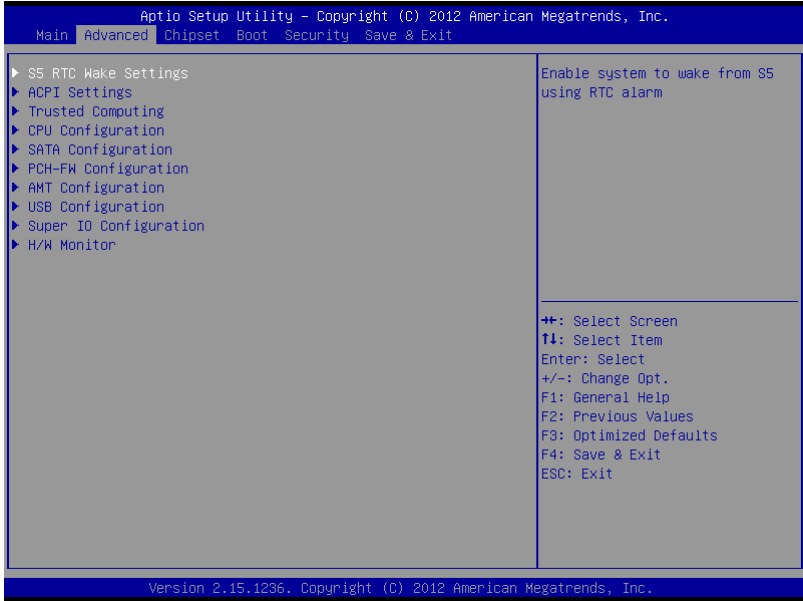 Aptio Setup Utility – Copyright (C) 2012 American Megatrends, Inc.
Main Advanced Chipset Boot Security Save & Exit
▶ S5 RTC Wake Settings
▶ ACPI Settings
▶ Trusted Computing
▶ CPU Configuration
▶ SATA Configuration
▶ PCH-FW Configuration
▶ AMT Configuration
▶ USB Configuration
▶ Super IO Configuration
▶ H/W Monitor
Enable system to wake from S5
using RTC alarm
→←: Select Screen
↑↓: Select Item
Enter: Select
+/-: Change Opt.
F1: General Help
F2: Previous Values
F3: Optimized Defaults
F4: Save & Exit
ESC: Exit
Version 2.15.1236. Copyright (C) 2012 American Megatrends, Inc.